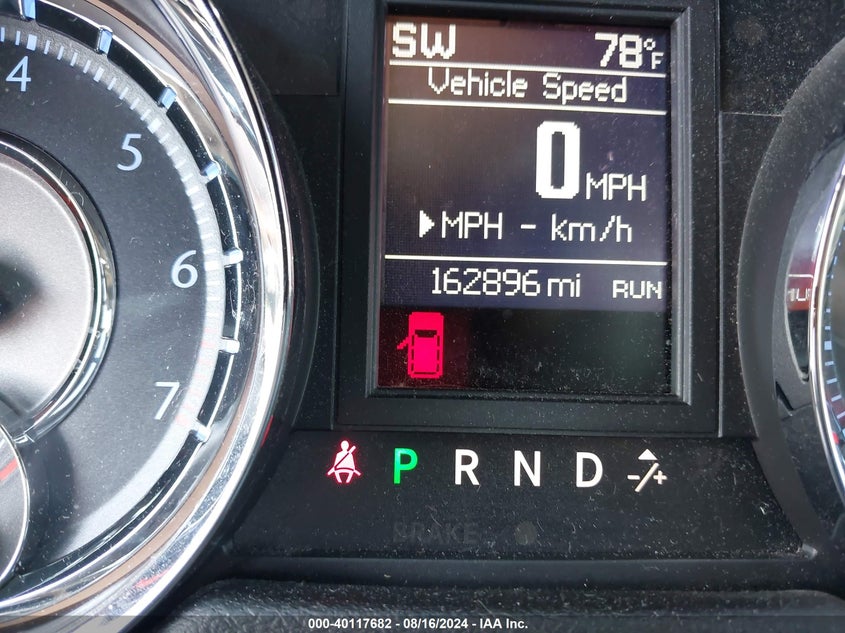 SW 78°F
Vehicle Speed
0 MPH
MPH - km/h
162896 mi RUN
4
5
6
7
P R N D -/+
BRAKE
000-40117682 - 08/16/2024 - IAA Inc.